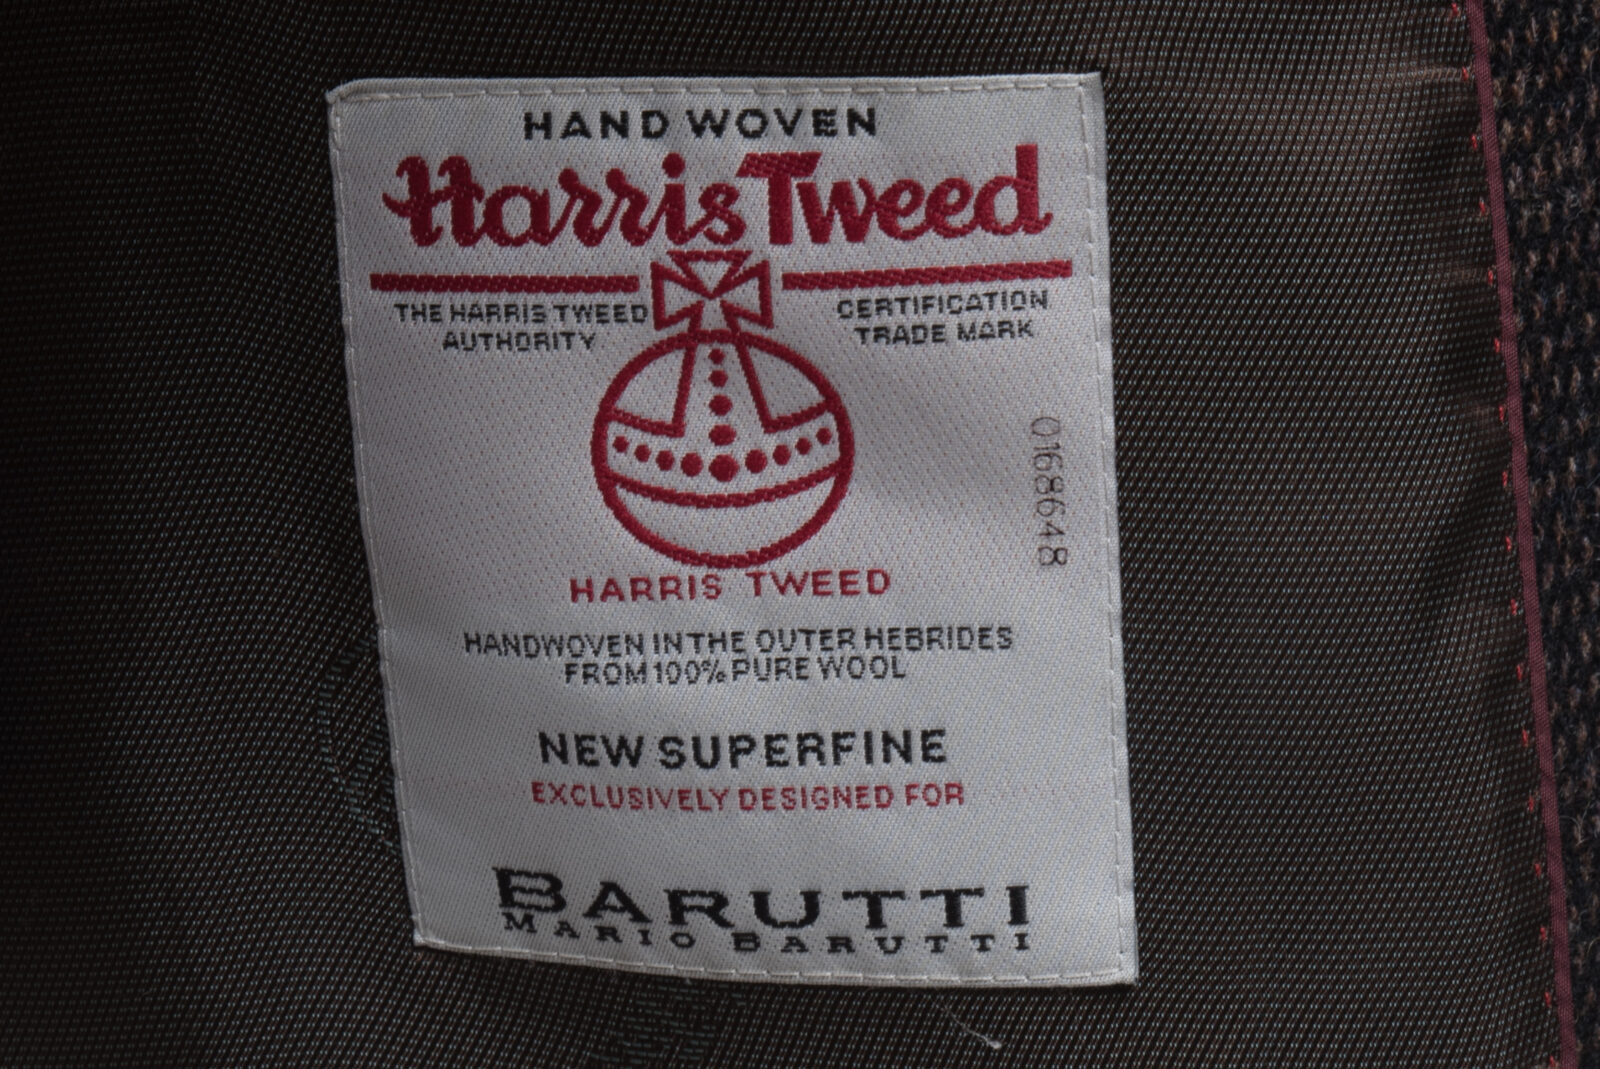 HAND WOVEN
Harris Tweed
THE HARRIS TWEED
AUTHORITY
CERTIFICATION
TRADE MARK
0168648
HARRIS TWEED
HANDWOVEN IN THE OUTER HEBRIDES
FROM 100% PURE WOOL
NEW SUPERFINE
EXCLUSIVELY DESIGNED FOR
BARUTTI
MARIO BARUTTI